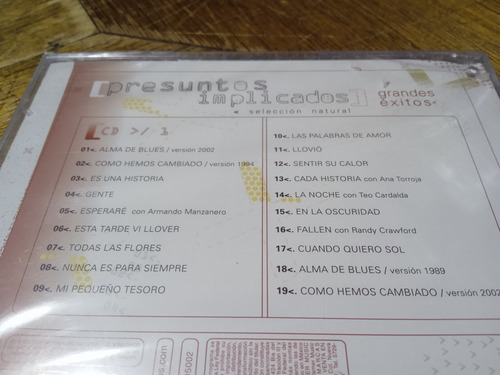 [presuntos
implicados]
grandes
éxitos<
< selección natural
[CD >/ 1
01<. ALMA DE BLUES / versión 2002
02<. COMO HEMOS CAMBIADO / versión 1994
03<. ES UNA HISTORIA
04<. GENTE
05<. ESPERARÉ con Armando Manzanero
06<. ESTA TARDE VI LLOVER
07<. TODAS LAS FLORES
08<. NUNCA ES PARA SIEMPRE
09<. MI PEQUEÑO TESORO
10<. LAS PALABRAS DE AMOR
11<. LLOVIÓ
12<. SENTIR SU CALOR
13<. CADA HISTORIA con Ana Torroja
14<. LA NOCHE con Teo Cardalda
15<. EN LA OSCURIDAD
16<. FALLEN con Randy Crawford
17<. CUANDO QUIERO SOL
18<. ALMA DE BLUES / versión 1989
19<. COMO HEMOS CAMBIADO / versión 2002